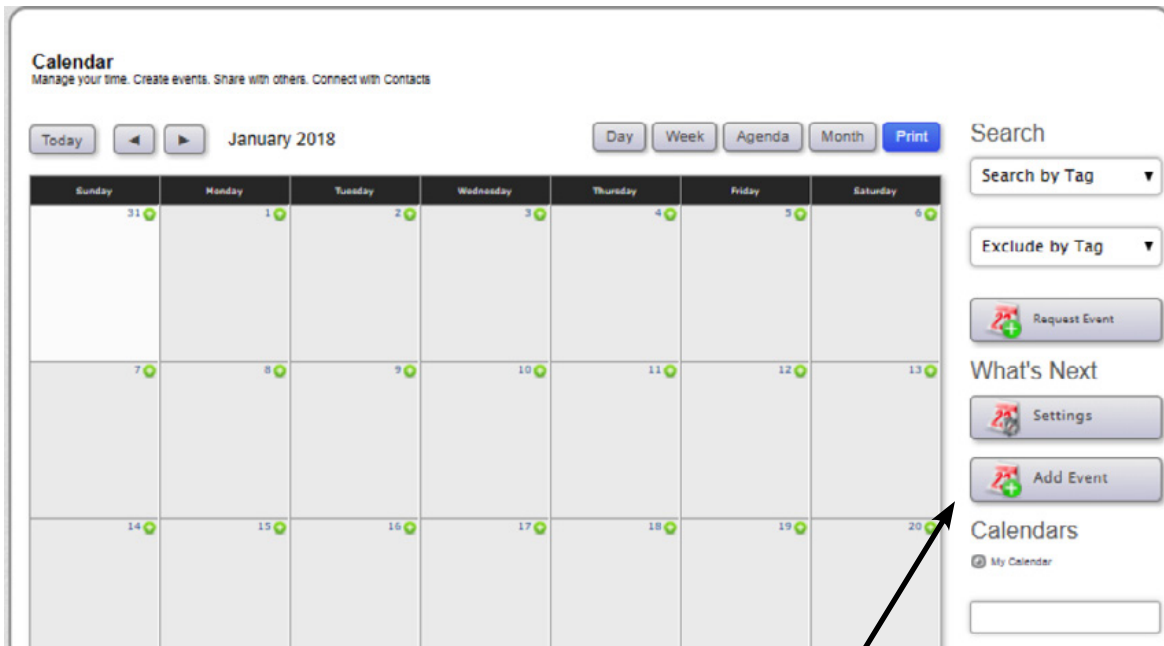 Calendar
Manage your time. Create events. Share with others. Connect with Contacts
Today ◄ ► January 2018 Day Week Agenda Month Print
Sunday Monday Tuesday Wednesday Thursday Friday Saturday
31 1 2 3 4 5 6
7 8 9 10 11 12 13
14 15 16 17 18 19 20
Search
Search by Tag ▼
Exclude by Tag ▼
Request Event
What's Next
Settings
Add Event
Calendars
My Calendar